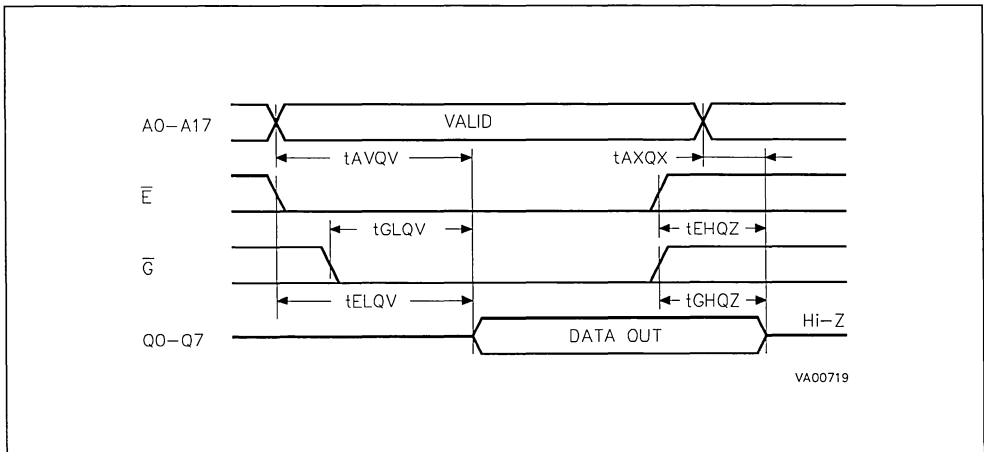 A0-A17
VALID
tAVQV
tAXQX
E
tGLQV
tEHQZ
G
tELQV
tGHQZ
Q0-Q7
DATA OUT
Hi-Z
VA00719